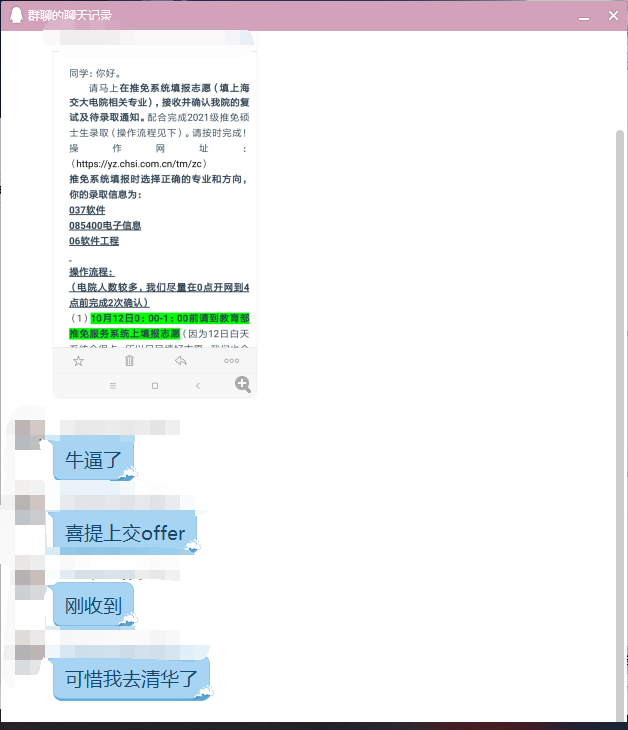 群聊的聊天记录
同学：你好。
请马上在推免系统填报志愿（填上海
交大电院相关专业），接收并确认我院的复
试及待录取通知。配合完成2021级推免硕
士生录取（操作流程见下）。请按时完成！
操作网址：
（https://yz.chsi.com.cn/tm/zc）
推免系统填报时选择正确的专业和方向，
你的录取信息为：
037软件
085400电子信息
06软件工程
操作流程：
（电院人数较多，我们尽量在0点开网到4
点前完成2次确认）
（1）10月12日0：00-1：00前请到教育部
推免服务系统上填报志愿（因为12日白天
牛逼了
喜提上交offer
刚收到
可惜我去清华了